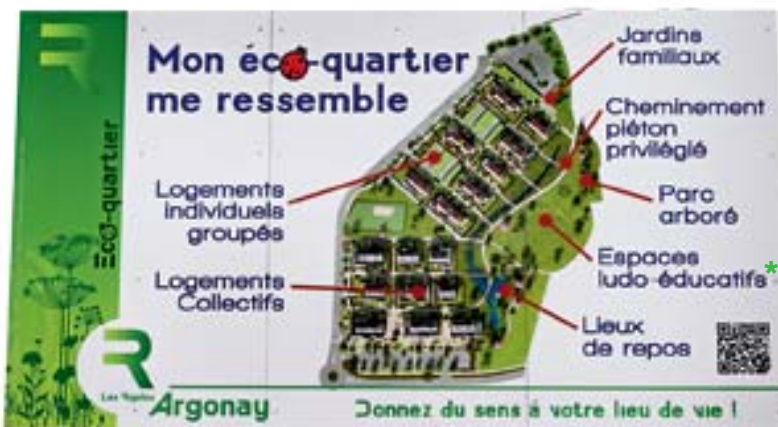 Mon éco-quartier
me ressemble
Jardins
familiaux
Cheminement
piéton
privilégié
Parc
arboré
Espaces
ludo éducatifs*
Lieux
de repos
Logements
individuels
groupés
Logements
Collectifs
Éco-quartier
R
Argonay
Donnez du sens à votre lieu de vie !